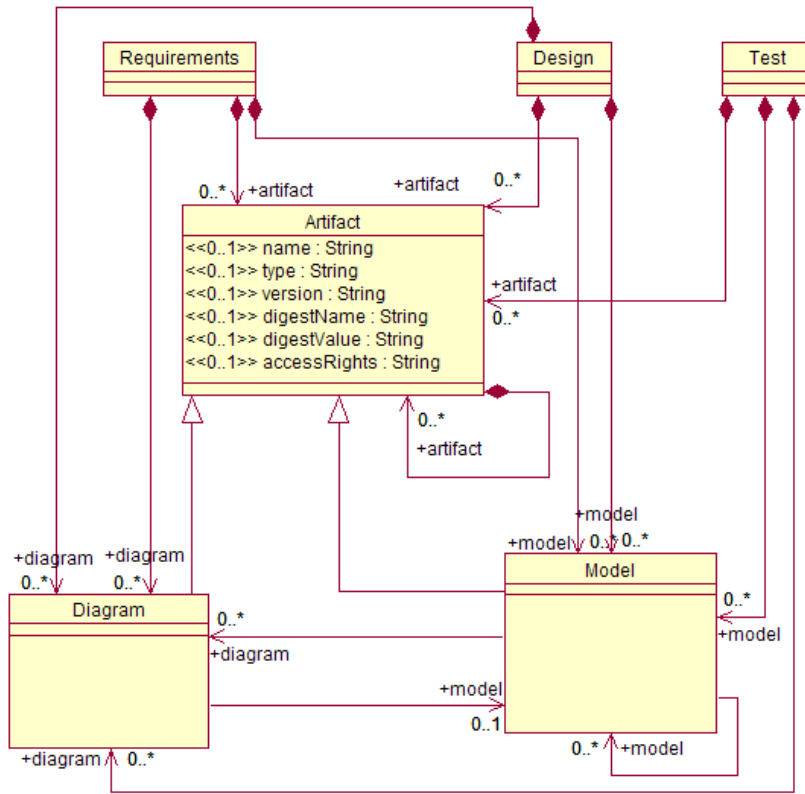 Requirements
Design
Test
0..*
+artifact
+artifact
0..*
Artifact
<<0..1>> name : String
<<0..1>> type : String
<<0..1>> version : String
<<0..1>> digestName : String
<<0..1>> digestValue : String
<<0..1>> accessRights : String
+artifact
0..*
0..*
+artifact
+diagram
0..*
+diagram
0..*
+model
0..*
+model
0..*
Diagram
Model
0..*
+diagram
0..*
+model
+model
0..1
+diagram
0..*
0..*
+model